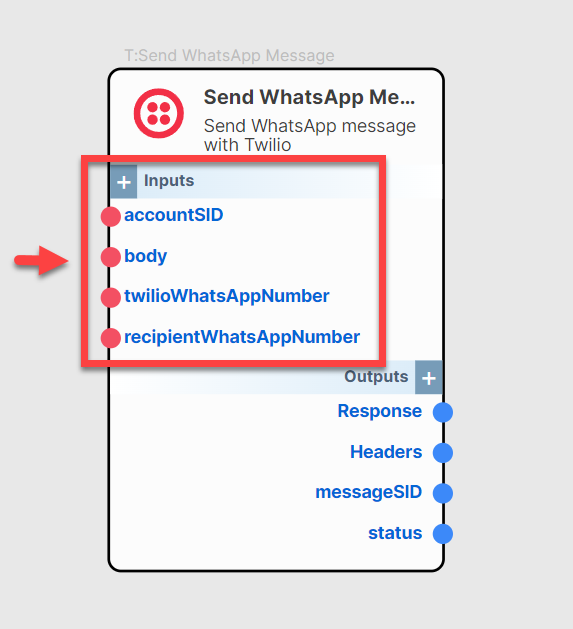 T:Send WhatsApp Message
Send WhatsApp Me...
Send WhatsApp message
with Twilio
+ Inputs
accountSID
body
twilioWhatsAppNumber
recipientWhatsAppNumber
Outputs +
Response
Headers
messageSID
status